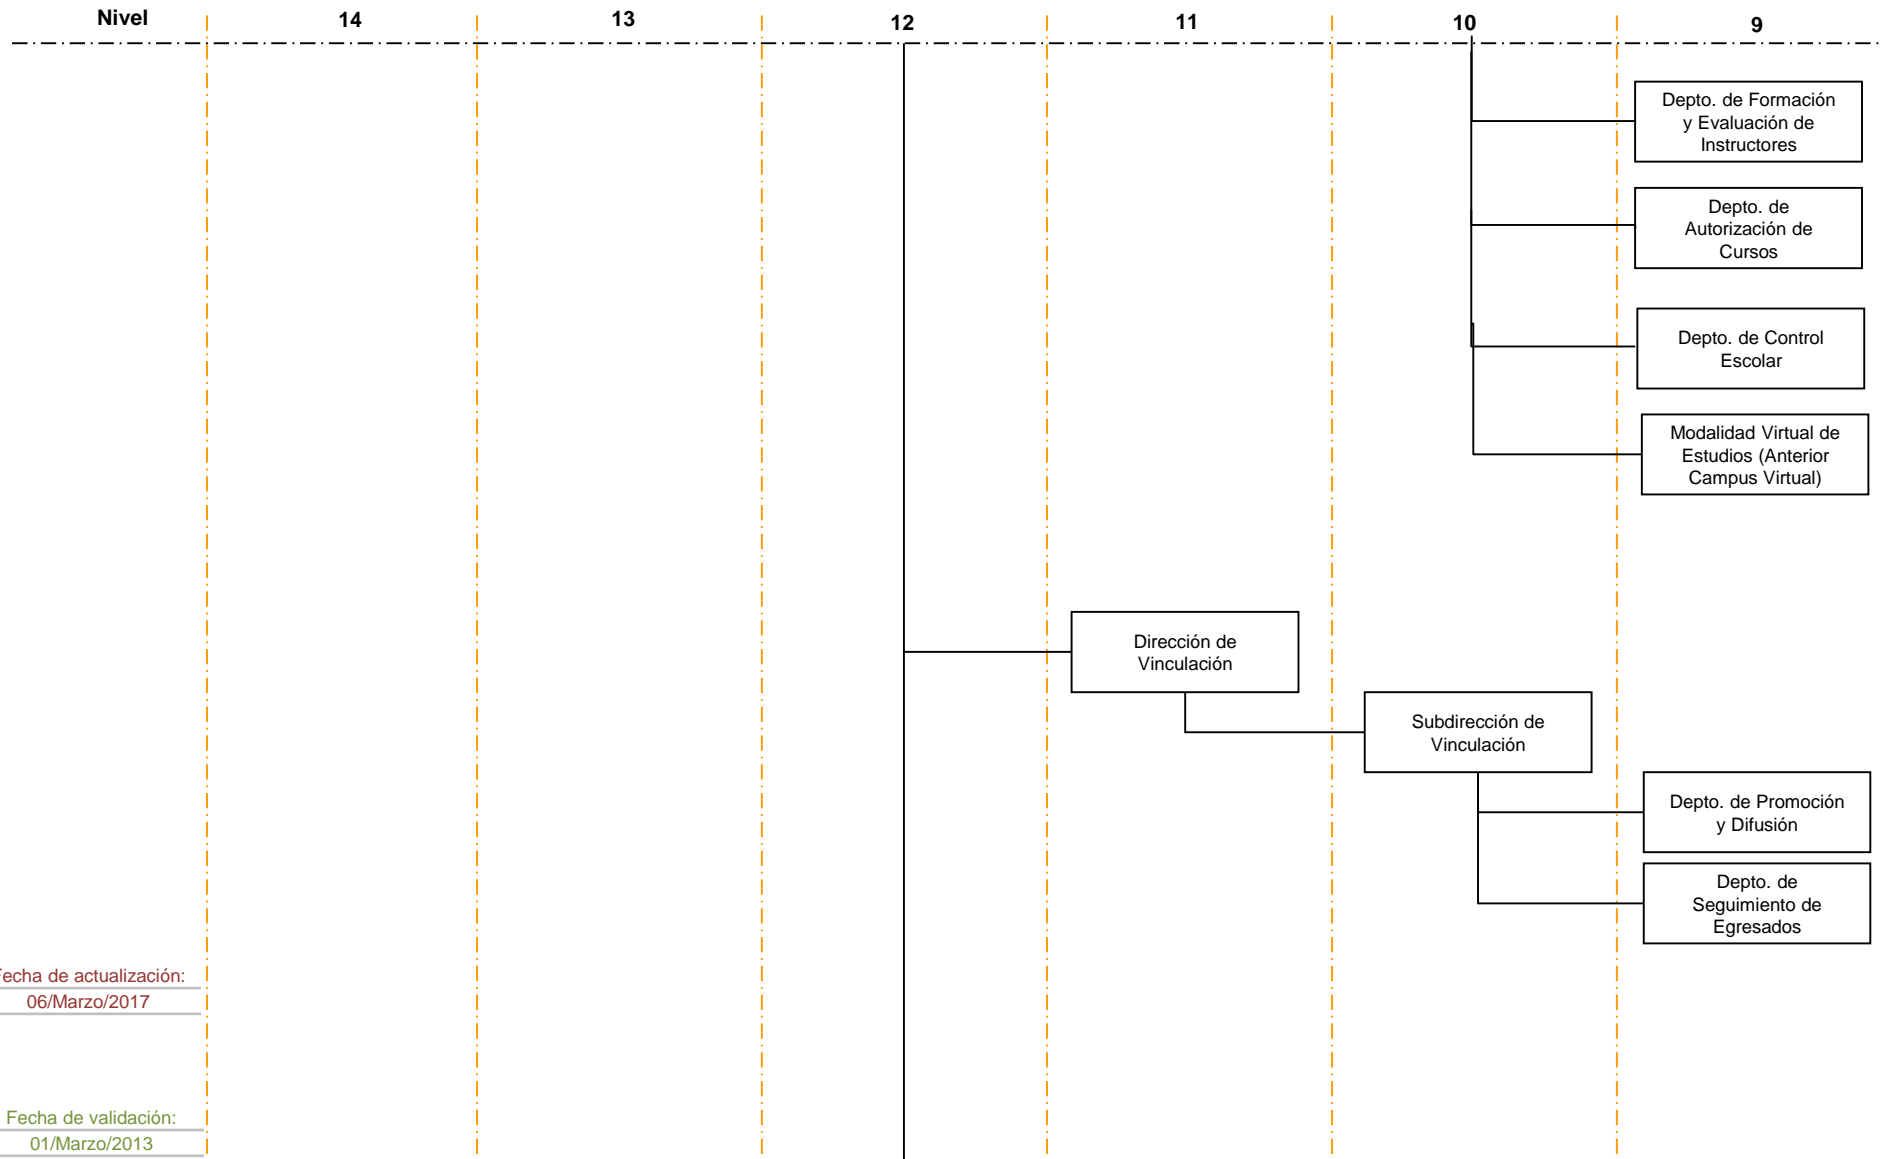 Nivel 14 13 12 11 10 9
Depto. de Formación
y Evaluación de
Instructores
Depto. de
Autorización de
Cursos
Depto. de Control
Escolar
Modalidad Virtual de
Estudios (Anterior
Campus Virtual)
Dirección de
Vinculación
Subdirección de
Vinculación
Depto. de Promoción
y Difusión
Depto. de
Seguimiento de
Egresados
Fecha de actualización:
06/Marzo/2017
Fecha de validación:
01/Marzo/2013